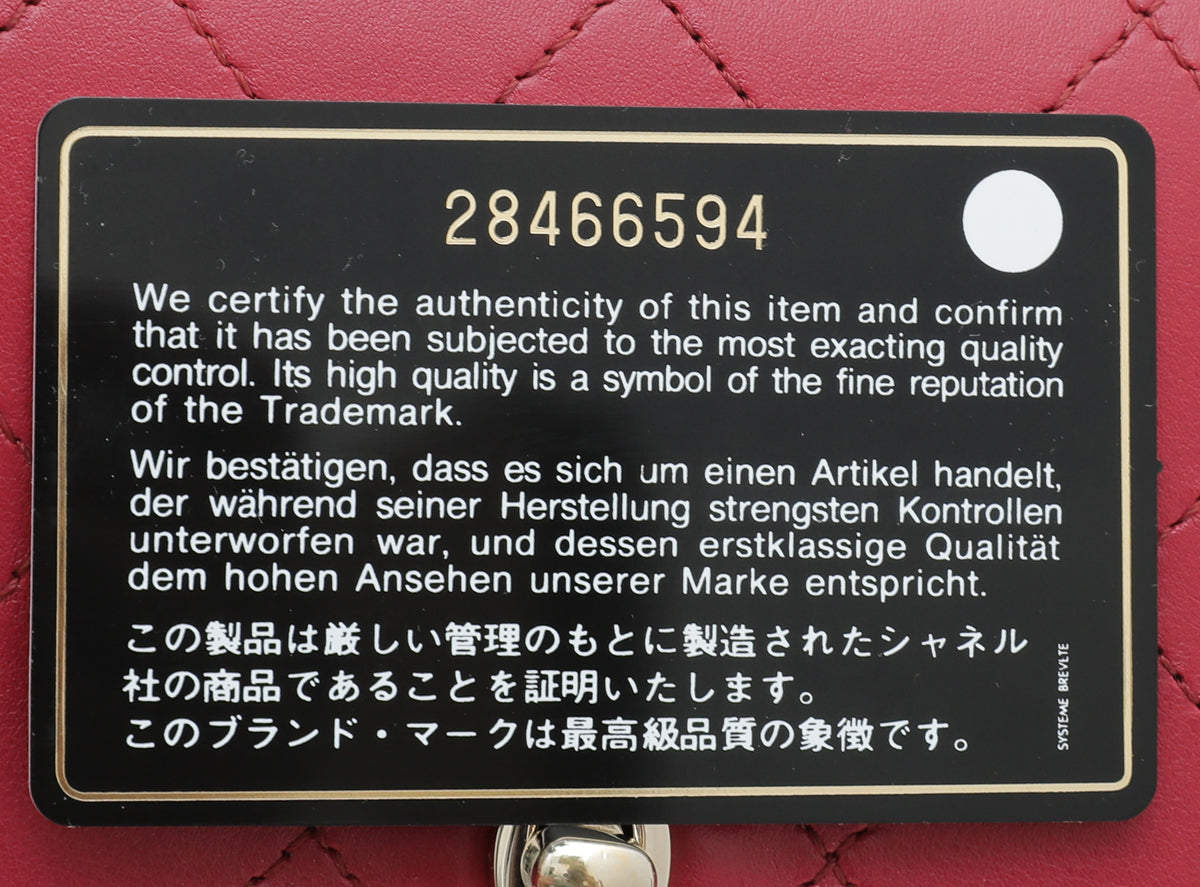 28466594
We certify the authenticity of this item and confirm
that it has been subjected to the most exacting quality
control. Its high quality is a symbol of the fine reputation
of the Trademark.
Wir bestätigen, dass es sich um einen Artikel handelt,
der während seiner Herstellung strengsten Kontrollen
unterworfen war, und dessen erstklassige Qualität
dem hohen Ansehen unserer Marke entspricht.
この製品は厳しい管理のもとに製造されたシャネル
社の商品であることを証明いたします。
このブランド・マークは最高級品質の象徴です。
SYSTEME BREVLTE